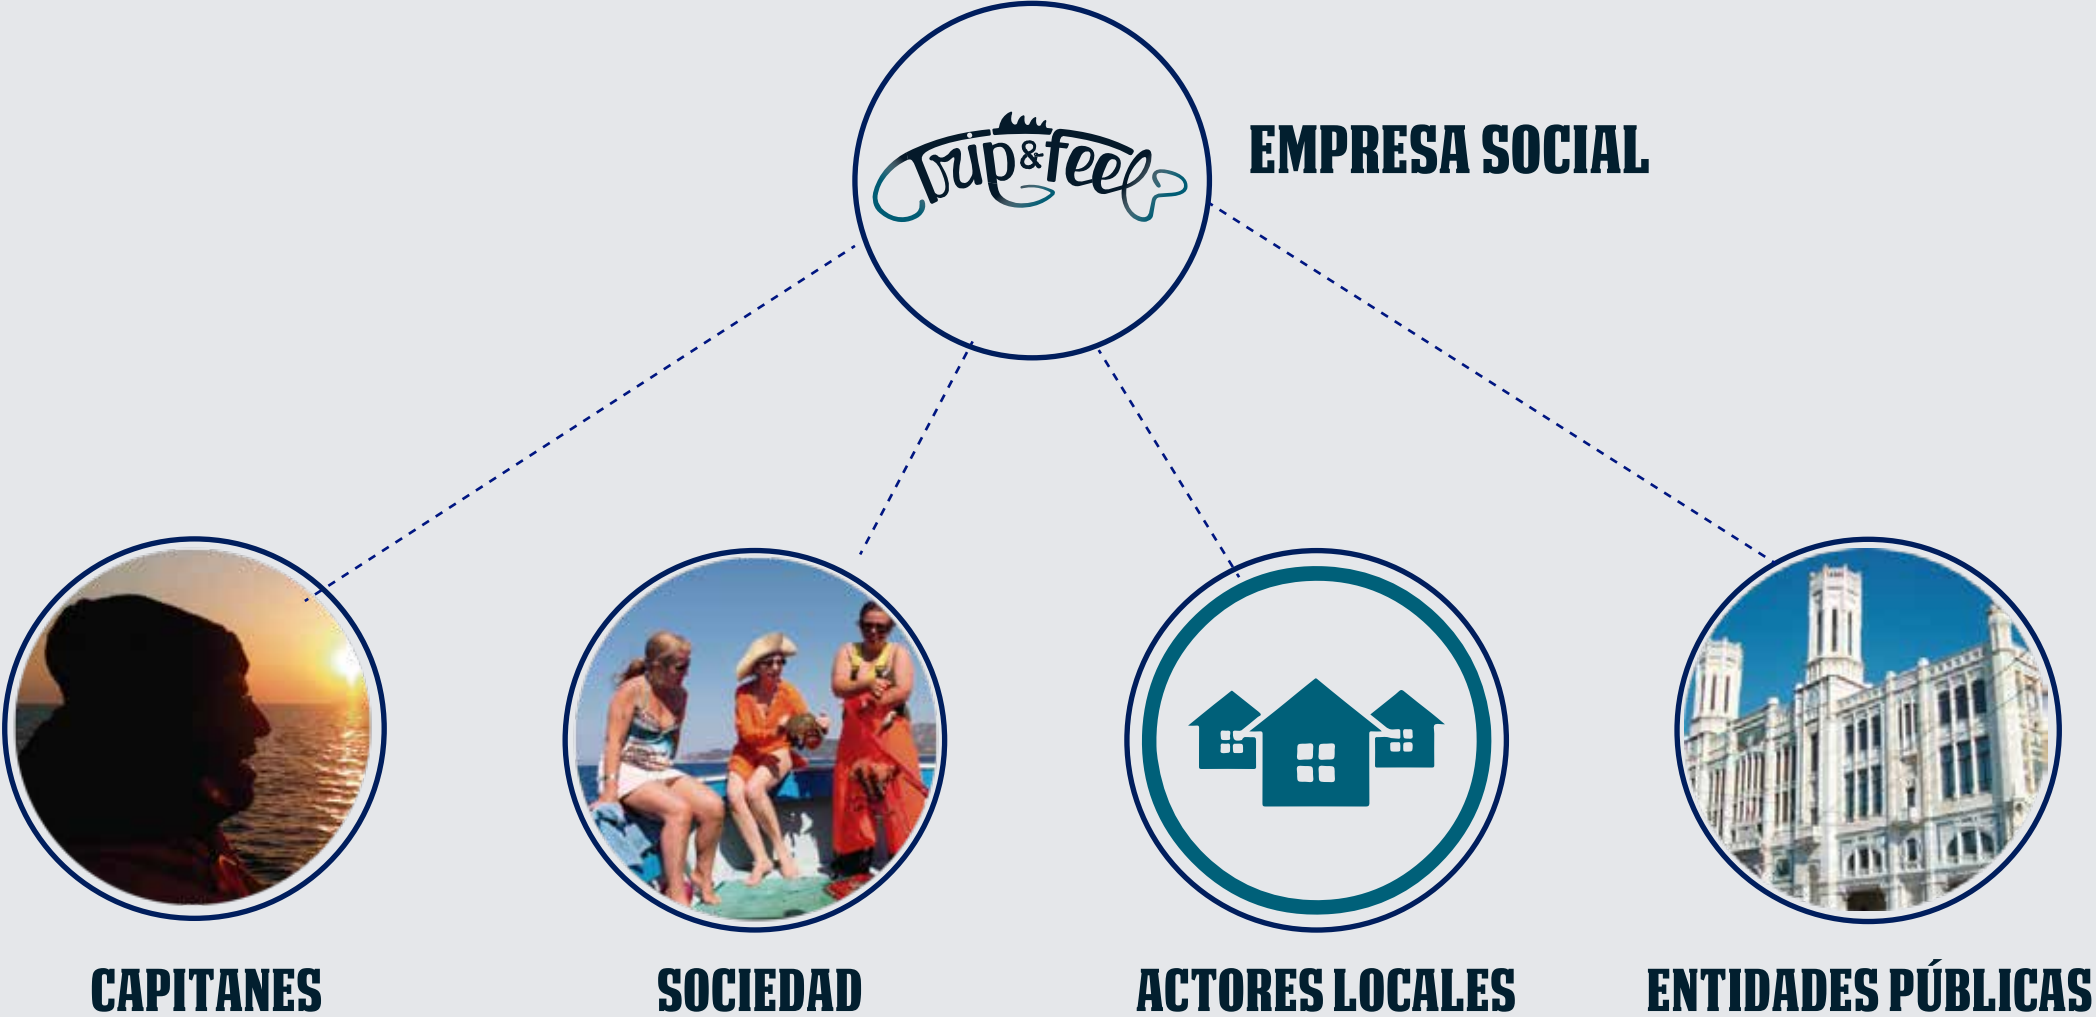 Trip & feel
EMPRESA SOCIAL
CAPITANES
SOCIEDAD
ACTORES LOCALES
ENTIDADES PÚBLICAS